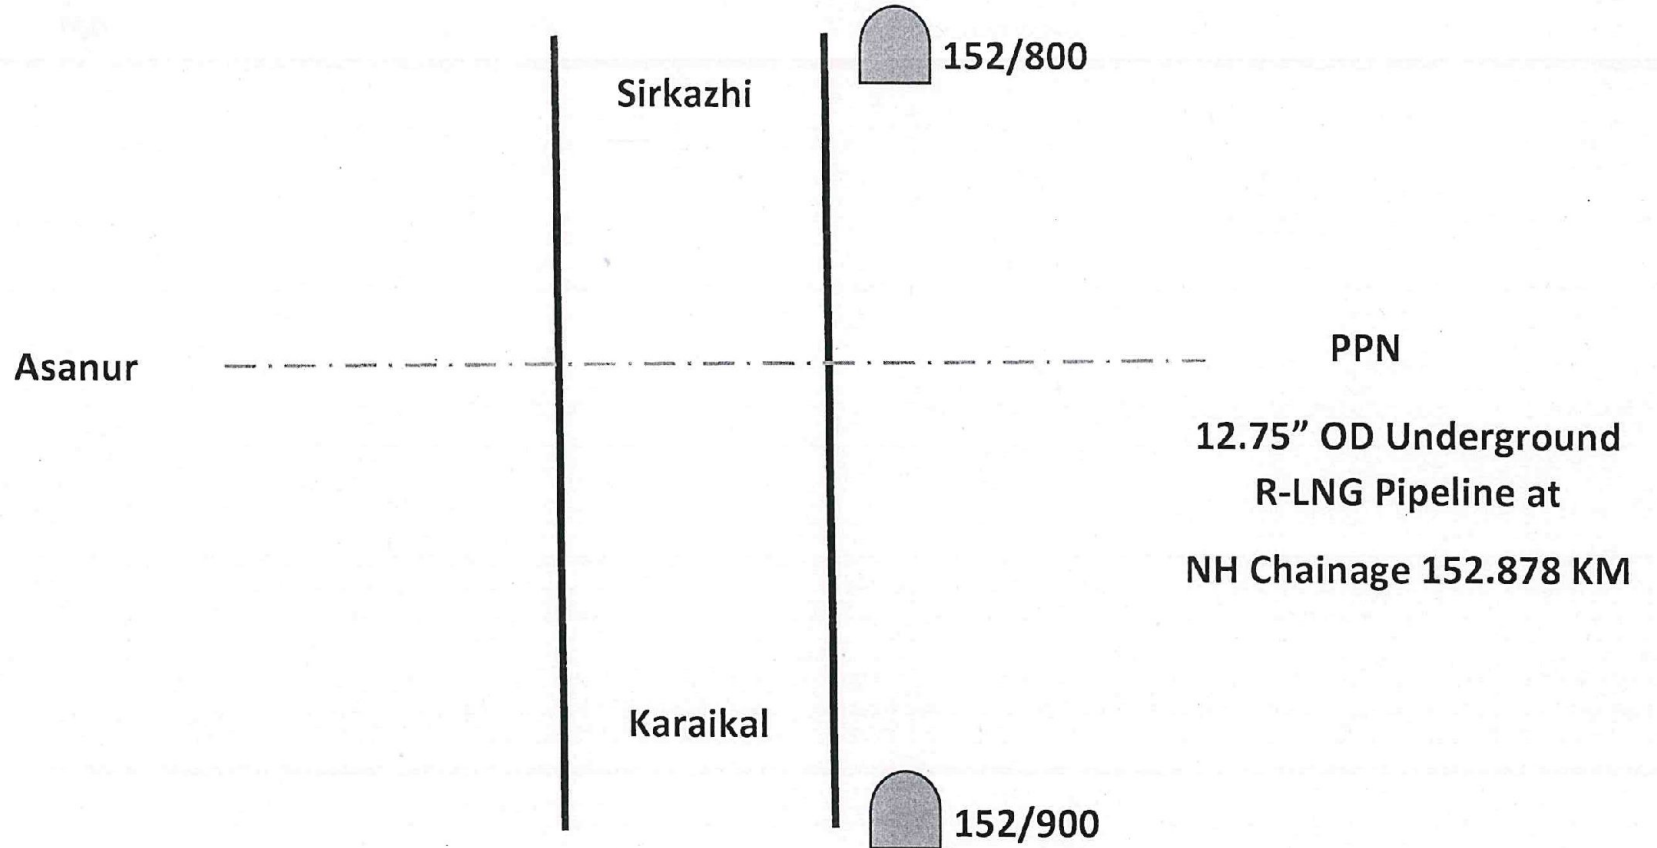 152/800
Sirkazhi
Asanur
PPN
12.75” OD Underground
R-LNG Pipeline at
NH Chainage 152.878 KM
Karaikal
152/900